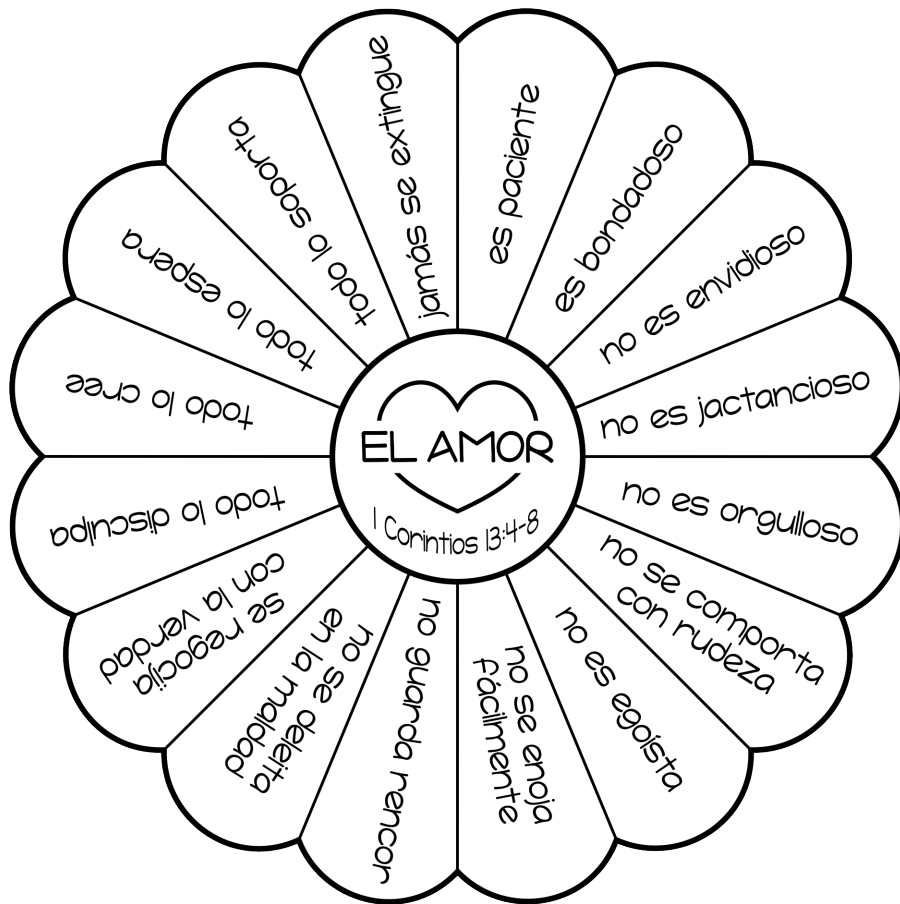 EL AMOR
1 Corintios 13:4-8
es paciente
es bondadoso
no es envidioso
no es jactancioso
no es orgulloso
no se comporta
con rudeza
no es egoísta
no se enoja
fácilmente
no guarda rencor
no se deleita
en la maldad
se regocija
con la verdad
todo lo disculpa
todo lo cree
todo lo espera
todo lo soporta
jamás se extingue